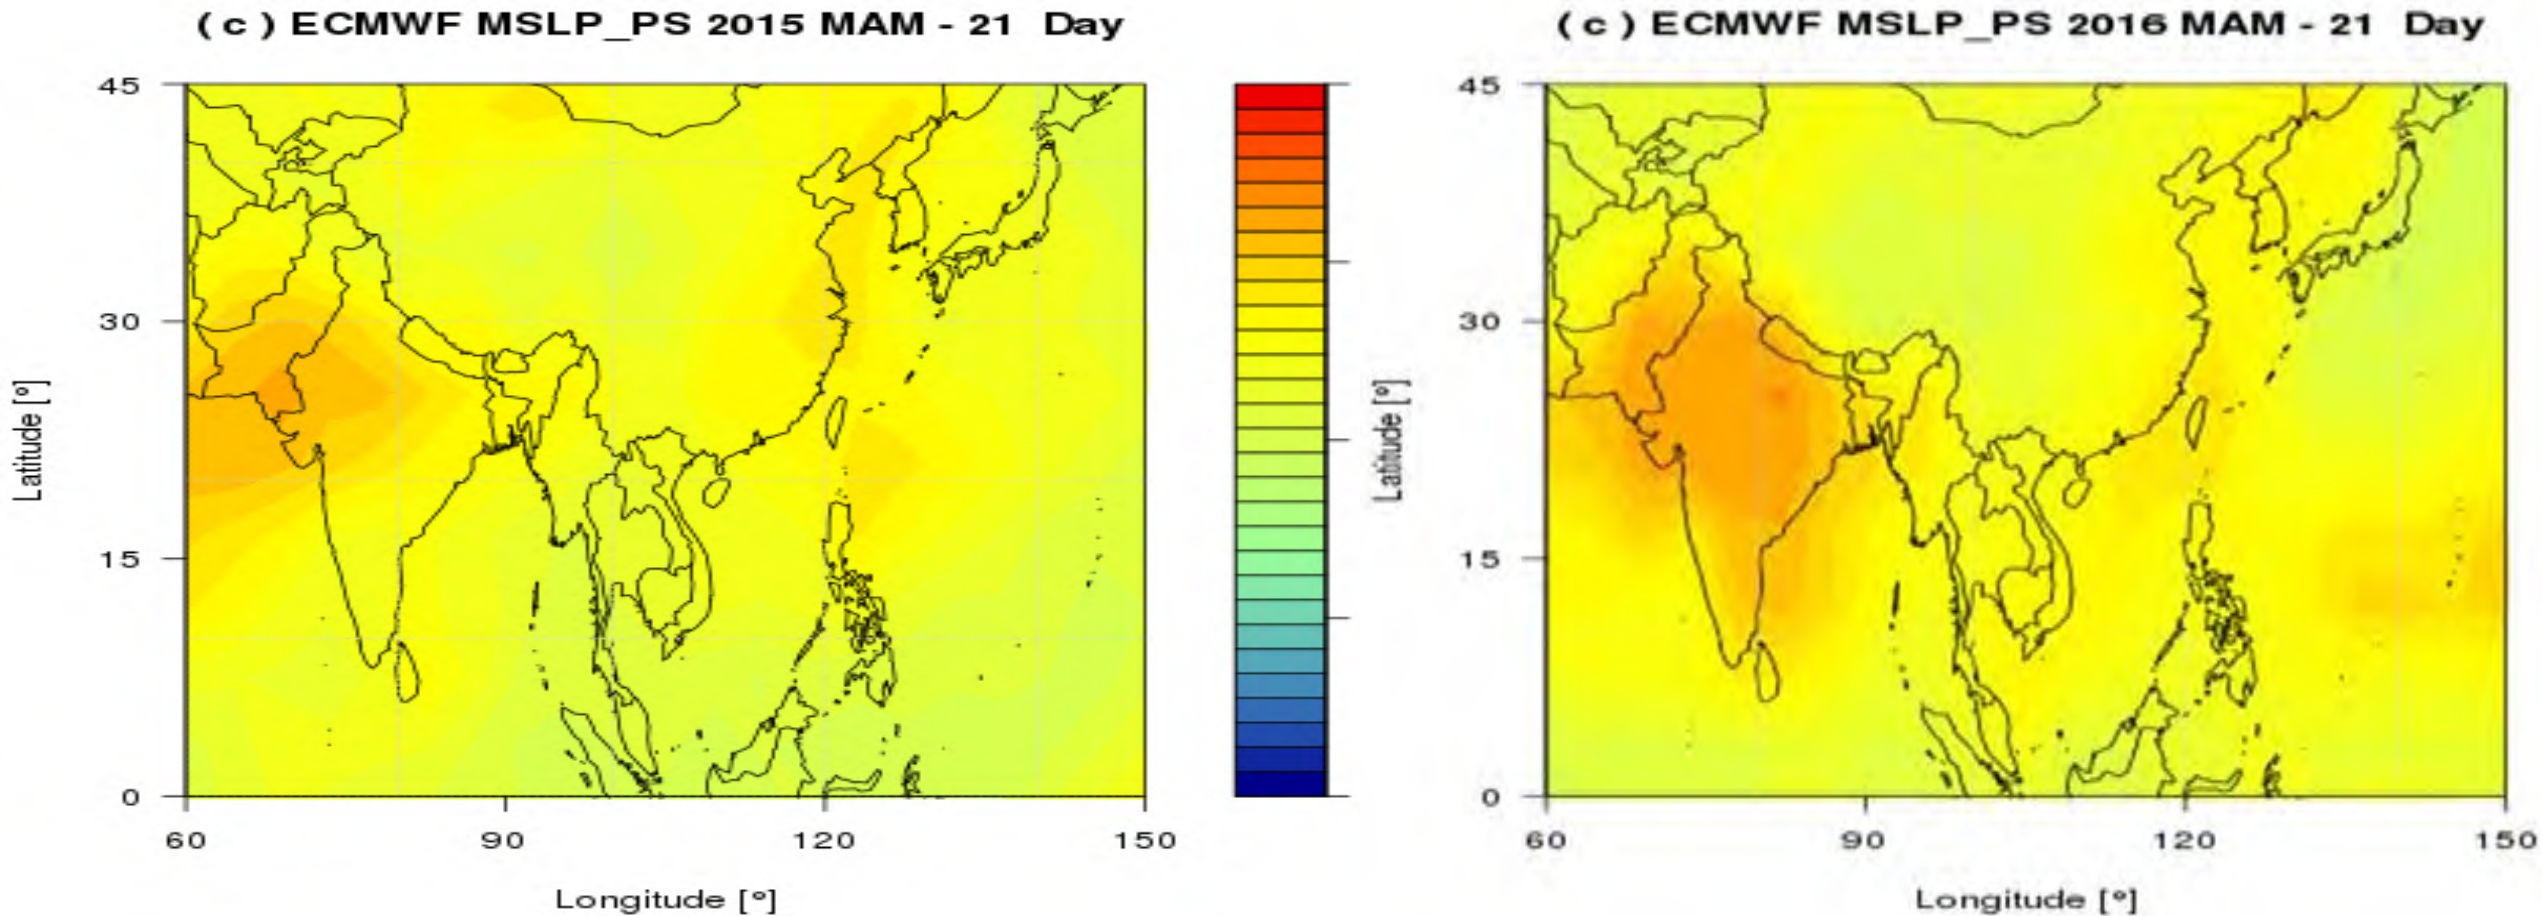 ( c ) ECMWF MSLP_PS 2015 MAM - 21 Day
45
30
15
0
Latitude [°]
60 90 120 150
Longitude [°]
( c ) ECMWF MSLP_PS 2016 MAM - 21 Day
45
30
15
0
Latitude [°]
60 90 120 150
Longitude [°]